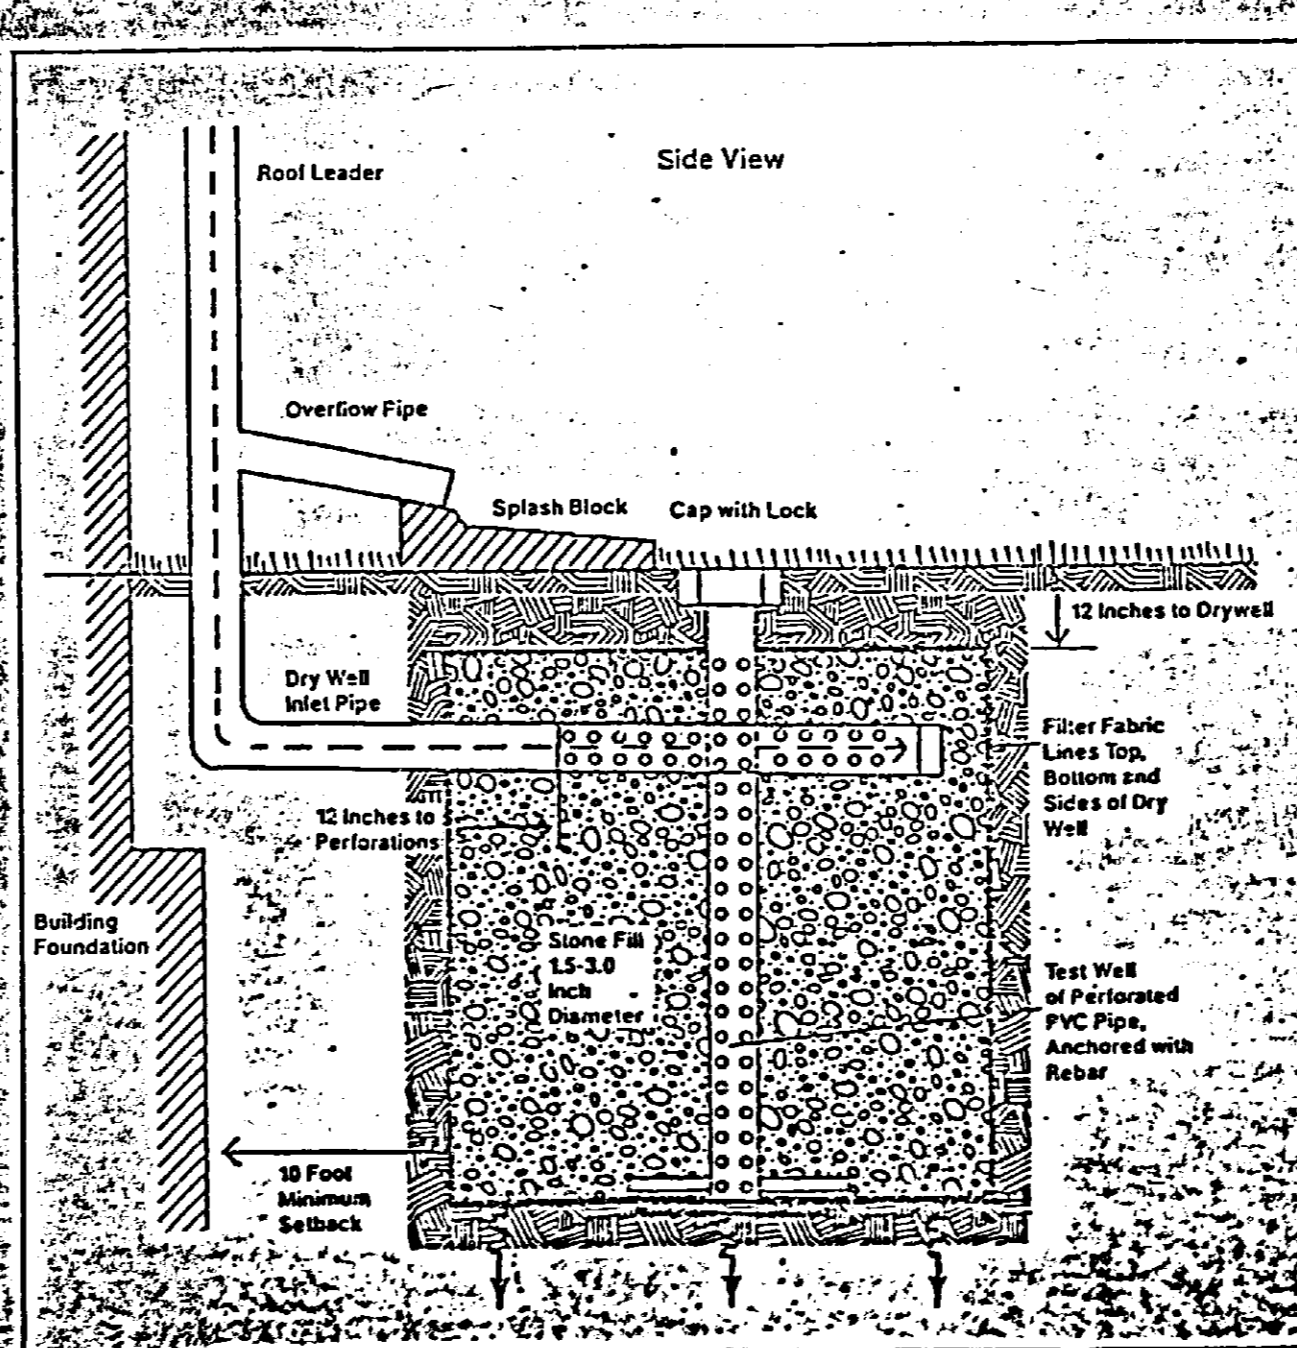 Side View
Roof Leader
Overflow Pipe
Splash Block
Cap with Lock
12 Inches to Drywell
Dry Well
Inlet Pipe
Filter Fabric
Lines Top,
Bottom and
Sides of Dry
Well
12 Inches to
Perforations
Building
Foundation
Stone Fill
1.5-3.0
Inch
Diameter
Test Well
of Perforated
PVC Pipe,
Anchored with
Rebar
10 Foot
Minimum
Setback